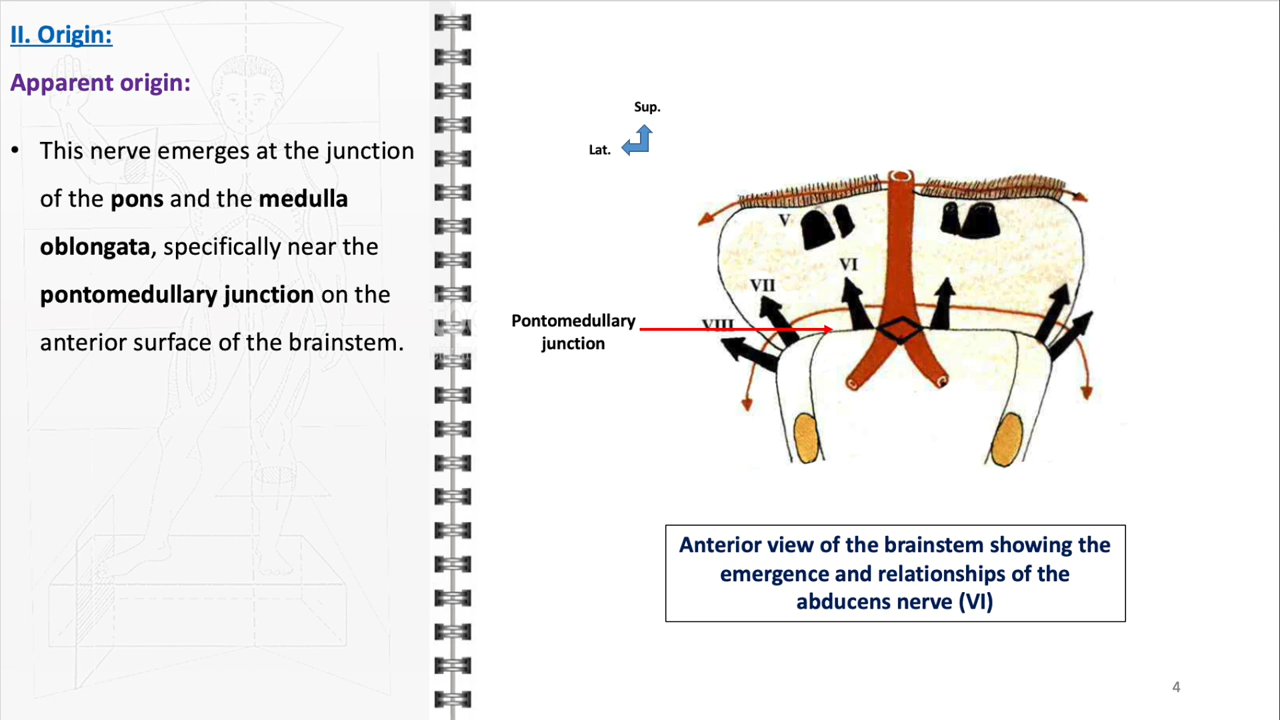 II. Origin:
Apparent origin:
• This nerve emerges at the junction
of the pons and the medulla
oblongata, specifically near the
pontomedullary junction on the
anterior surface of the brainstem.
Sup.
Lat.
V
VI
VII
VIII
Pontomedullary
junction
Anterior view of the brainstem showing the
emergence and relationships of the
abducens nerve (VI)
4